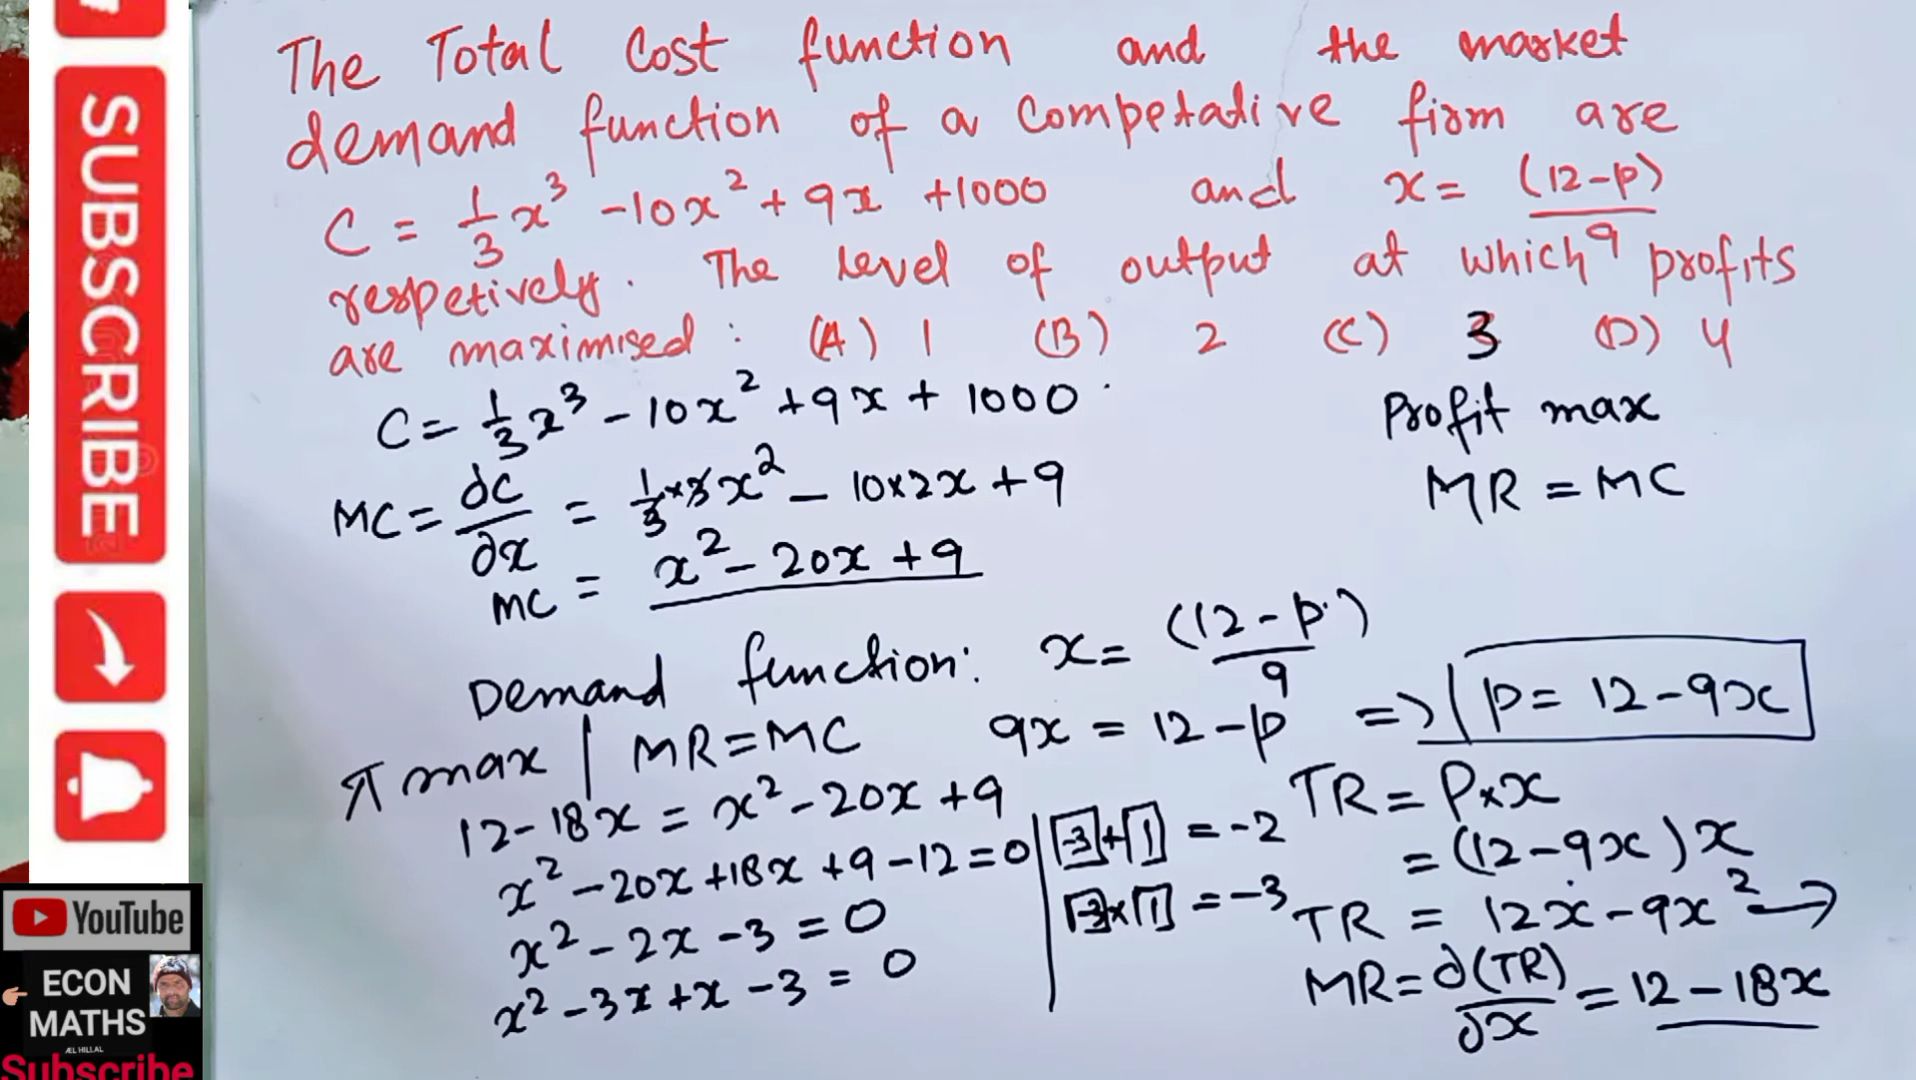 The Total Cost function and the market
demand function of a Competative firm are
C = 1/3 x³ -10x² + 9x +1000 and x = (12-p)/9
respetively. The level of output at which profits
are maximised : (A) 1 (B) 2 (C) 3 (D) 4
C = 1/3 x³ - 10x² + 9x + 1000
Profit max
MR = MC
MC = ∂C/∂x = 1/3 × 3x² - 10×2x + 9
MC = x² - 20x + 9
Demand function: x = (12-p)/9
9x = 12-p => p = 12-9x
π max | MR = MC
12-18x = x² - 20x + 9
x² - 20x + 18x + 9 - 12 = 0
x² - 2x - 3 = 0
x² - 3x + x - 3 = 0
-3 + 1 = -2
-3 × 1 = -3
TR = P×x
= (12-9x)x
TR = 12x - 9x² →
MR = ∂(TR)/∂x = 12 - 18x
SUBSCRIBE
YouTube
ECON
MATHS
ÆL HILLAL
Subscribe